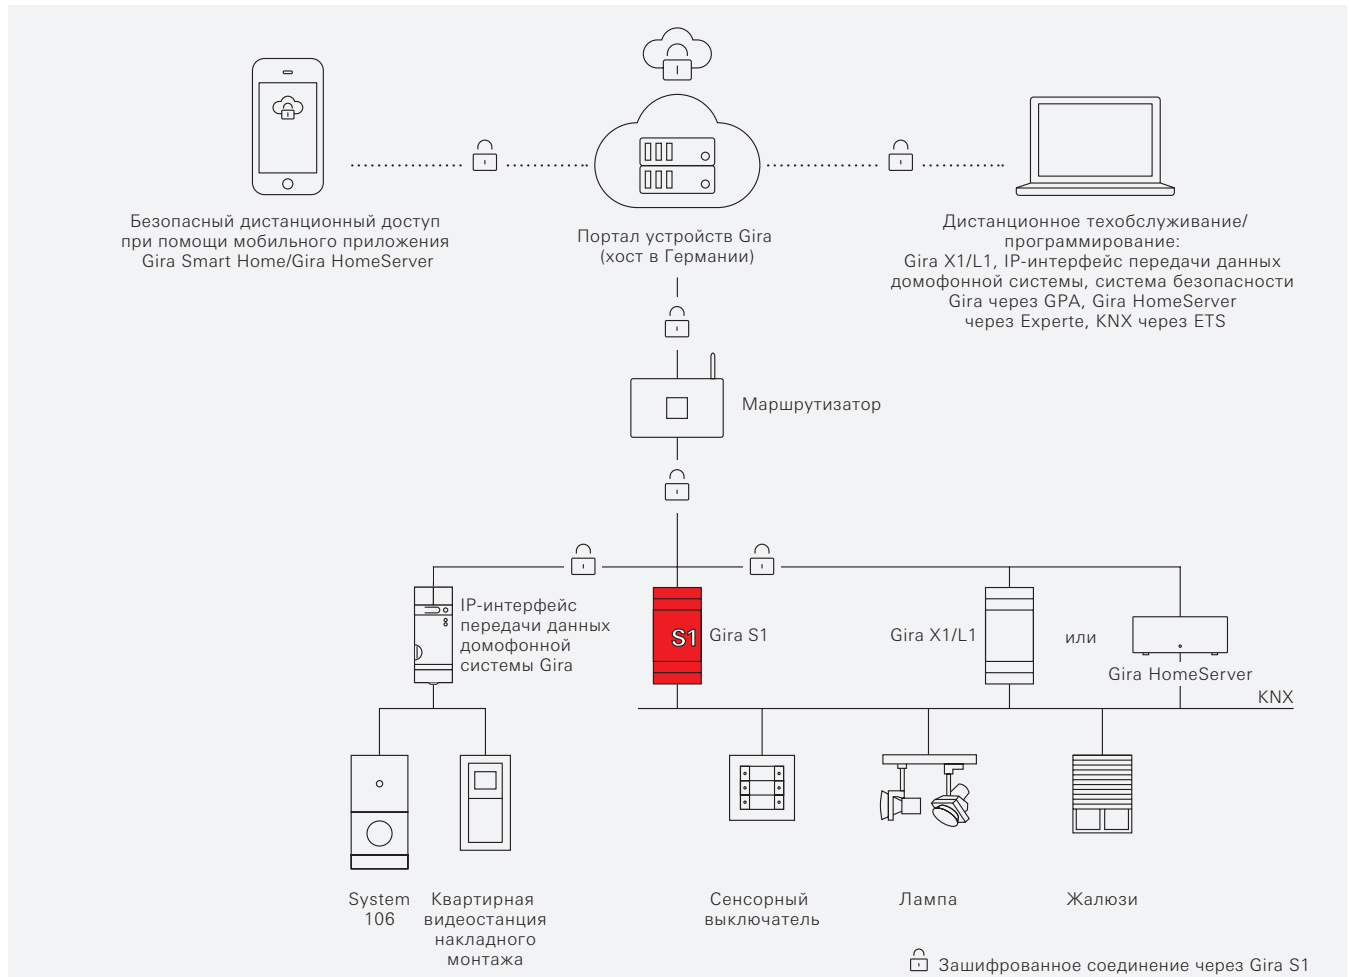 Безопасный дистанционный доступ
при помощи мобильного приложения
Gira Smart Home/Gira HomeServer
Портал устройств Gira
(хост в Германии)
Дистанционное техобслуживание/
программирование:
Gira X1/L1, IP-интерфейс передачи данных
домофонной системы, система безопасности
Gira через GPA, Gira HomeServer
через Experte, KNX через ETS
Маршрутизатор
IP-интерфейс
передачи данных
домофонной
системы Gira
S1
Gira S1
Gira X1/L1
или
Gira HomeServer
KNX
System
106
Квартирная
видеостанция
накладного
монтажа
Сенсорный
выключатель
Лампа
Жалюзи
Зашифрованное соединение через Gira S1